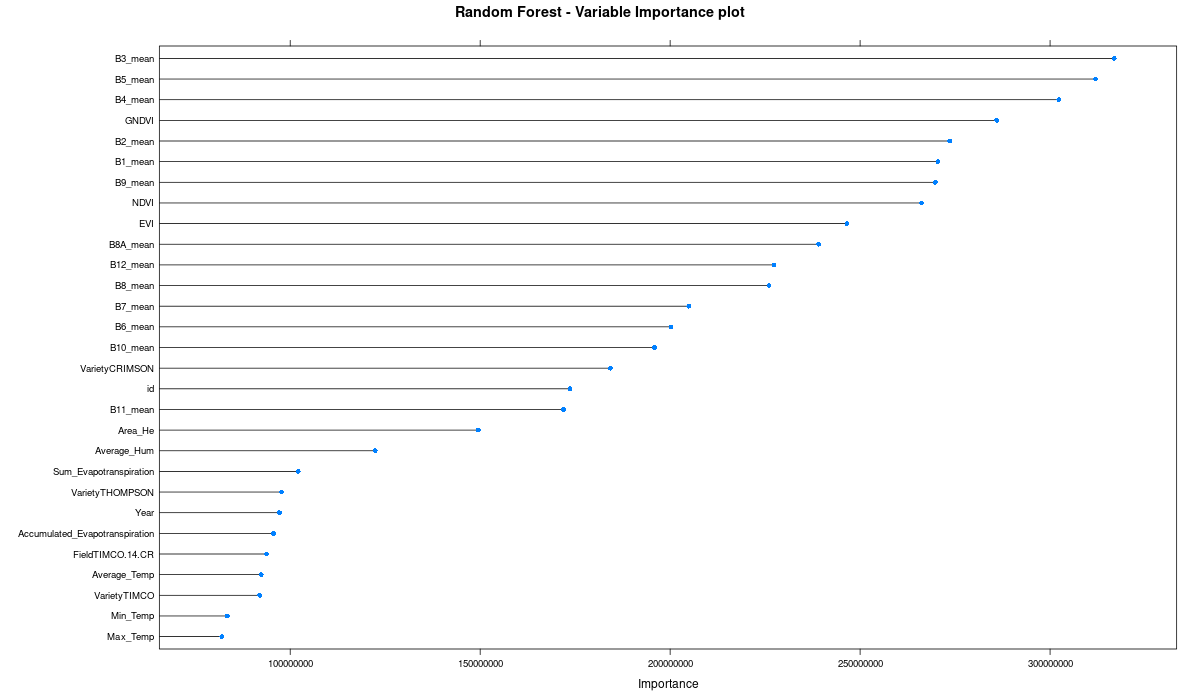 Random Forest - Variable Importance plot
B3_mean
B5_mean
B4_mean
GNDVI
B2_mean
B1_mean
B9_mean
NDVI
EVI
B8A_mean
B12_mean
B8_mean
B7_mean
B6_mean
B10_mean
VarietyCRIMSON
id
B11_mean
Area_He
Average_Hum
Sum_Evapotranspiration
VarietyTHOMPSON
Year
Accumulated_Evapotranspiration
FieldTIMCO.14.CR
Average_Temp
VarietyTIMCO
Min_Temp
Max_Temp
100000000 150000000 200000000 250000000 300000000
Importance